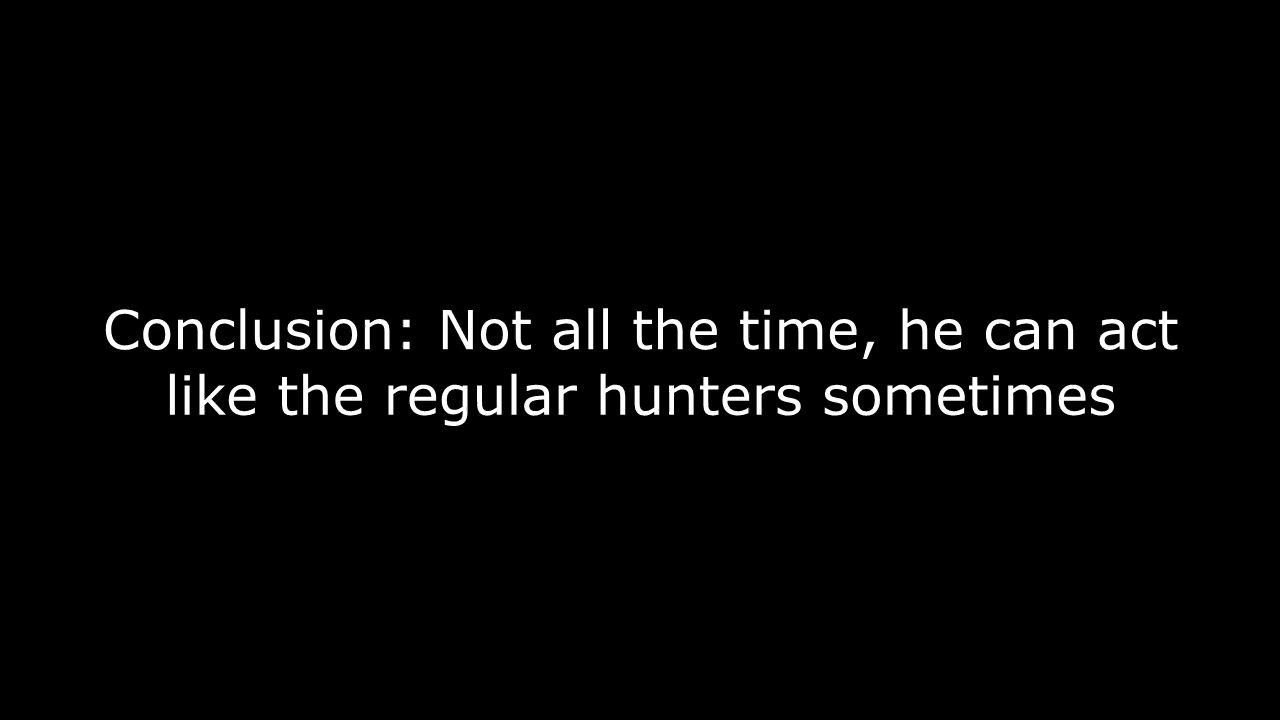 Conclusion: Not all the time, he can act
like the regular hunters sometimes